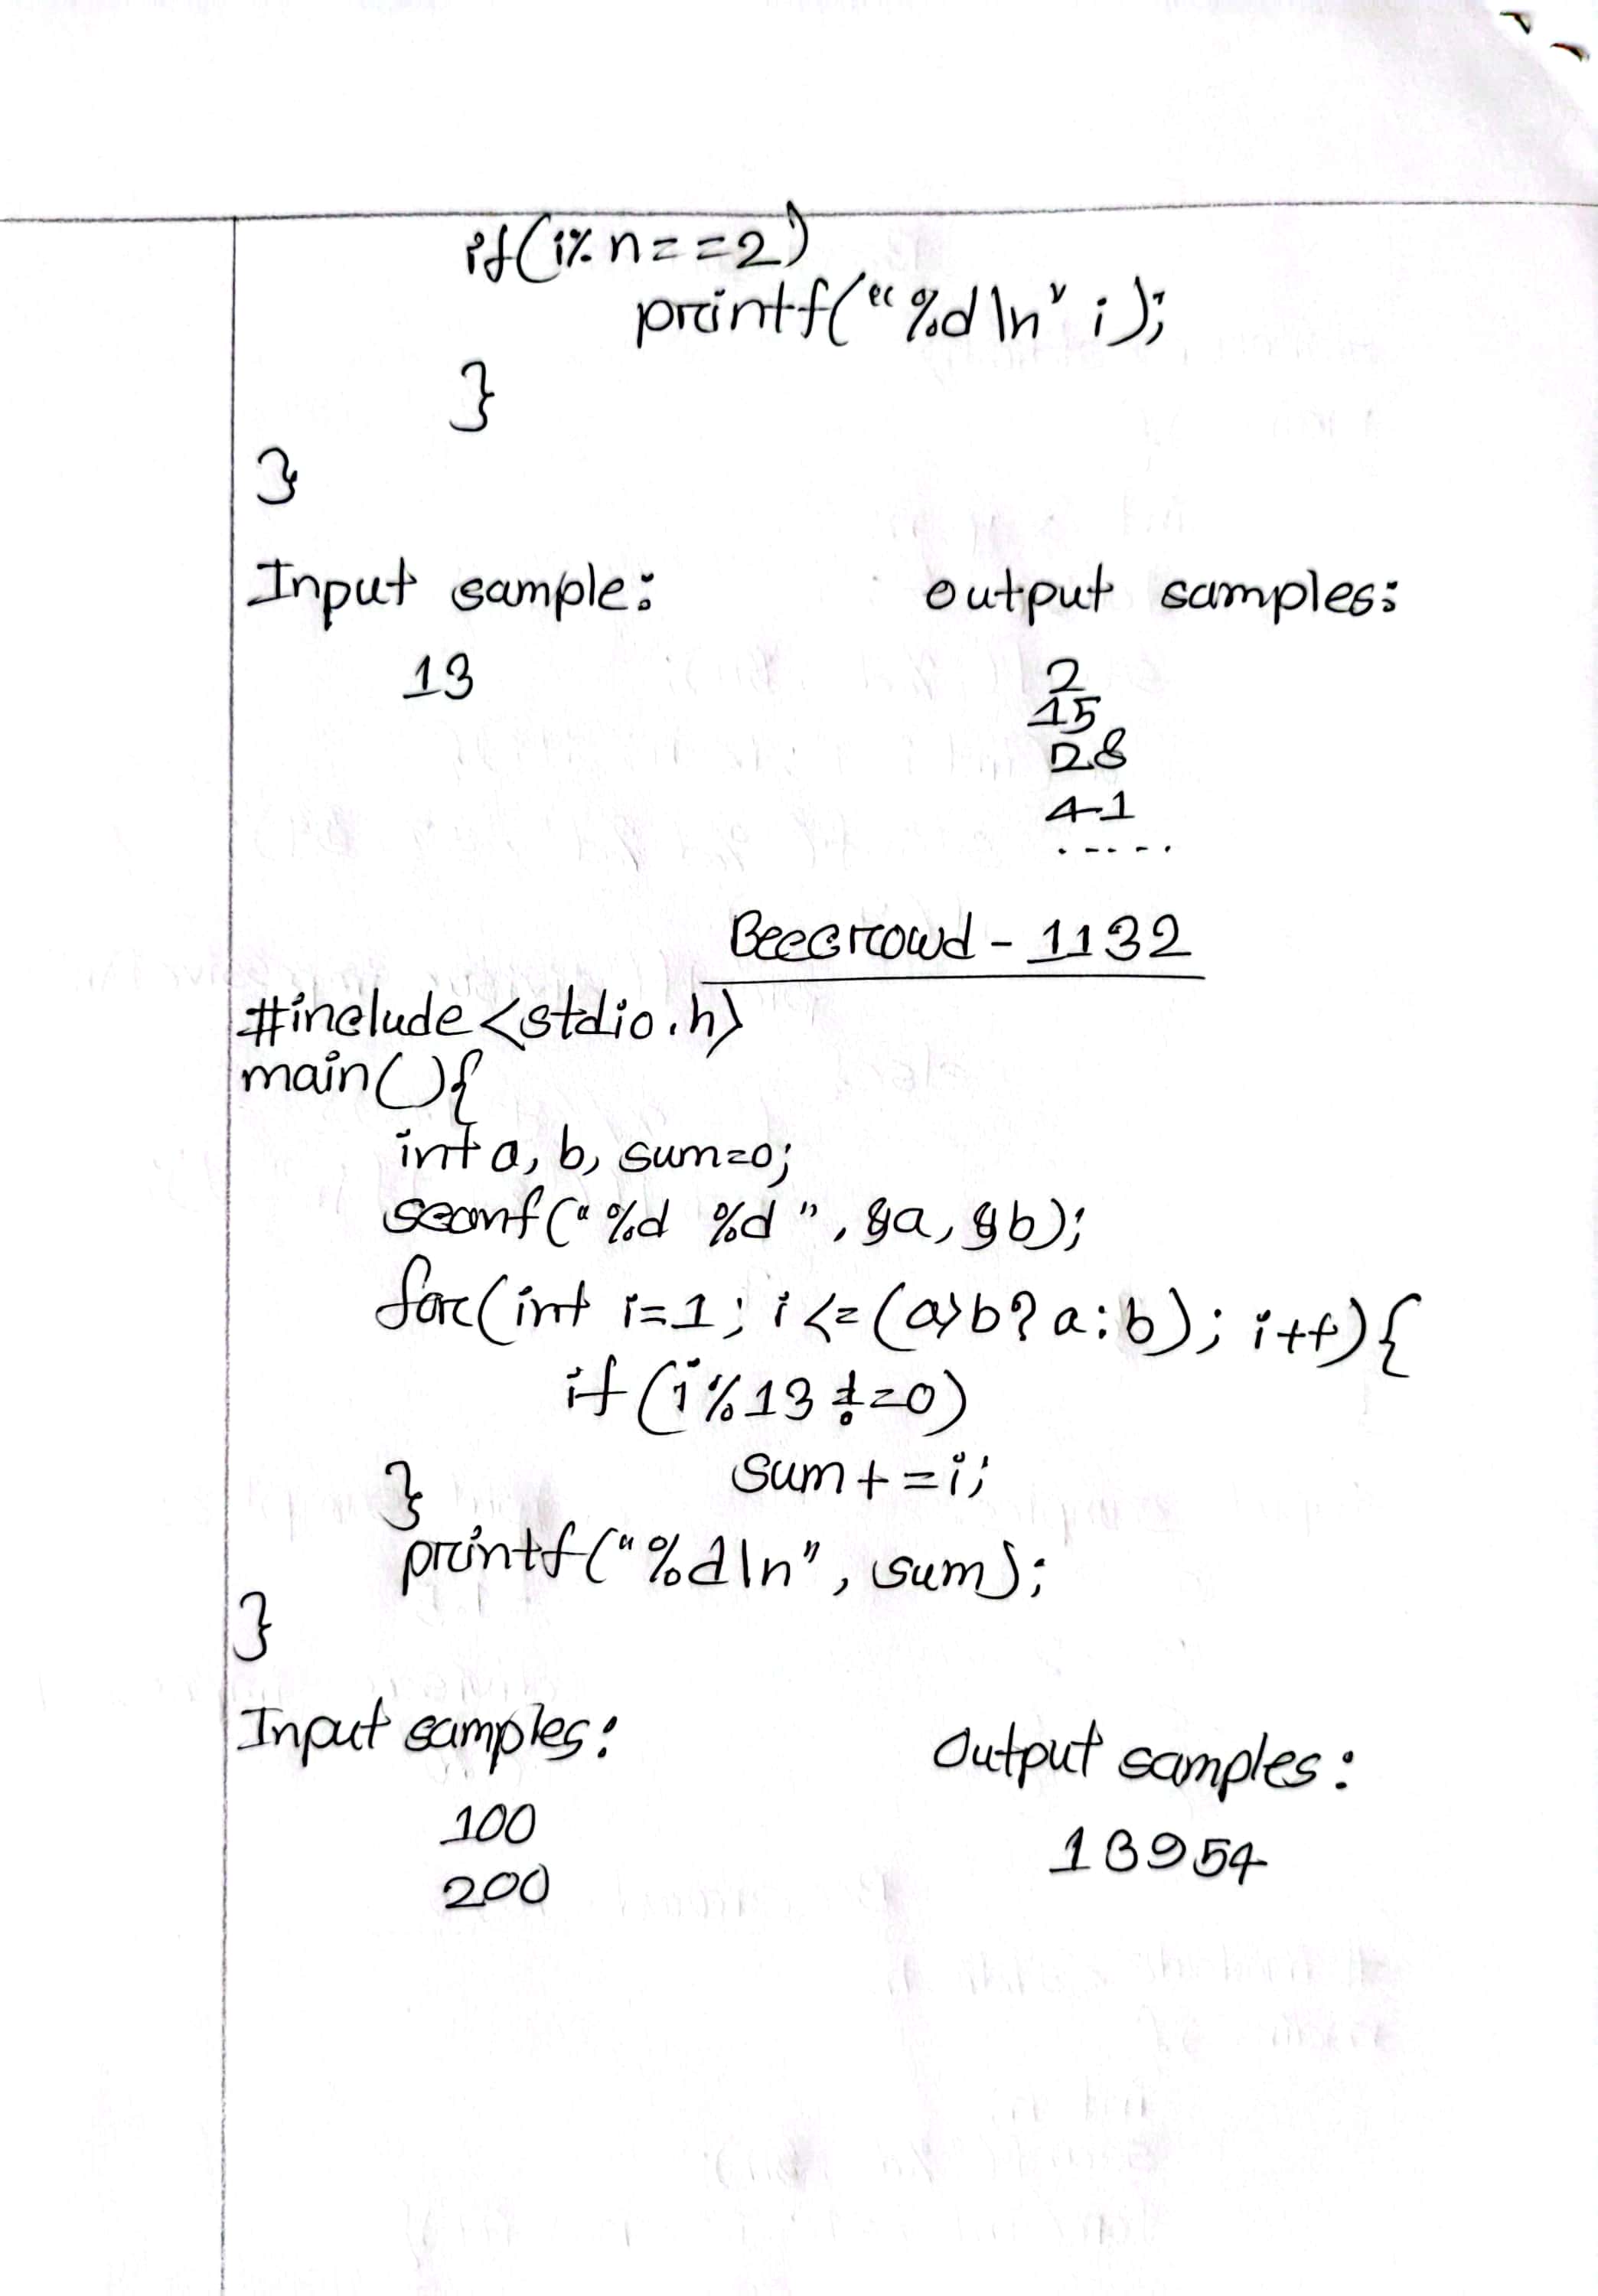 if(i% n==2)
printf("%d\n" i);
}
}
Input sample:
output samples:
13
2
15
28
41
.....
Beecrowd - 1132
#include<stdio.h>
main(){
int a, b, sum=0;
scanf("%d %d", &a, &b);
for(int i=1; i<=(a>b?a:b); i++){
if(i%13!=0)
sum+=i;
}
printf("%d\n", sum);
}
Input samples:
Output samples:
100
200
13954